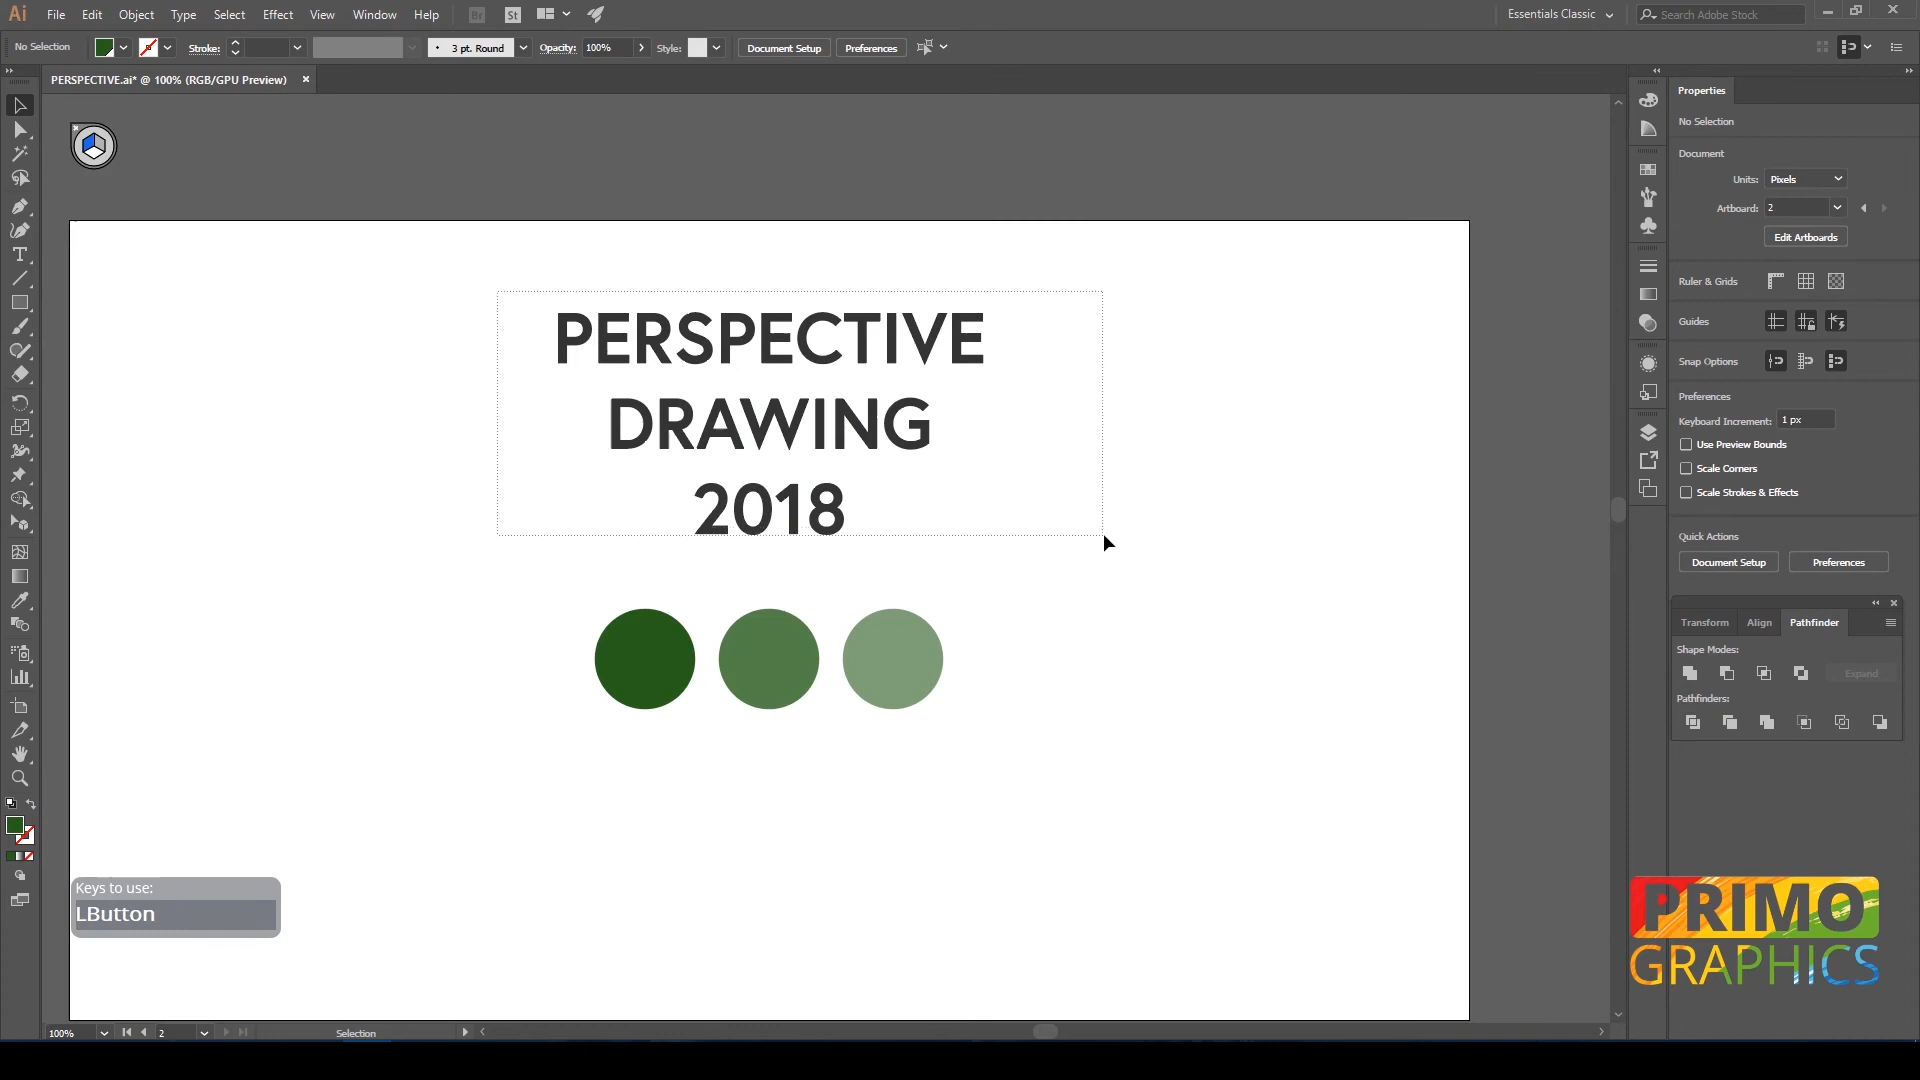 Ai File Edit Object Type Select Effect View Window Help Br St Essentials Classic Search Adobe Stock
No Selection Stroke: 3 pt. Round Opacity: 100% Style: Document Setup Preferences
PERSPECTIVE.ai* @ 100% (RGB/GPU Preview)
Properties
No Selection
Document
Units: Pixels
Artboard: 2
Edit Artboards
Ruler & Grids
Guides
Snap Options
Preferences
Keyboard Increment: 1 px
Use Preview Bounds
Scale Corners
Scale Strokes & Effects
Quick Actions
Document Setup Preferences
Transform Align Pathfinder
Shape Modes:
Expand
Pathfinders:
PERSPECTIVE
DRAWING
2018
Keys to use:
LButton
PRIMO
GRAPHICS
100% 2 Selection